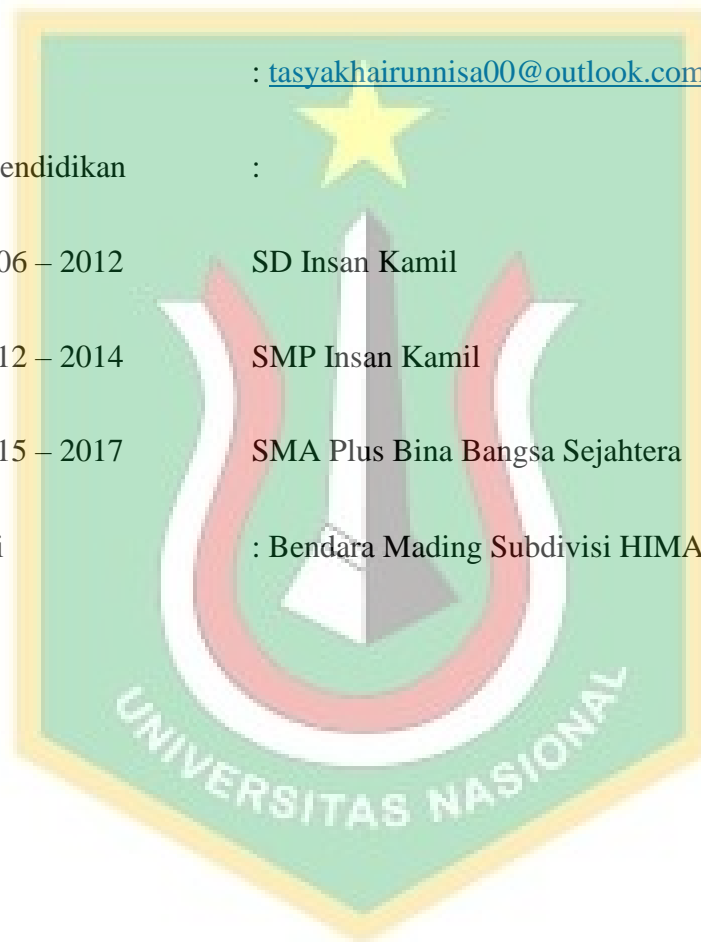 : tasyakhairunnisa00@outlook.com
endidikan :
06 – 2012 SD Insan Kamil
12 – 2014 SMP Insan Kamil
15 – 2017 SMA Plus Bina Bangsa Sejahtera
i : Bendara Mading Subdivisi HIMA
UNIVERSITAS NASIONAL